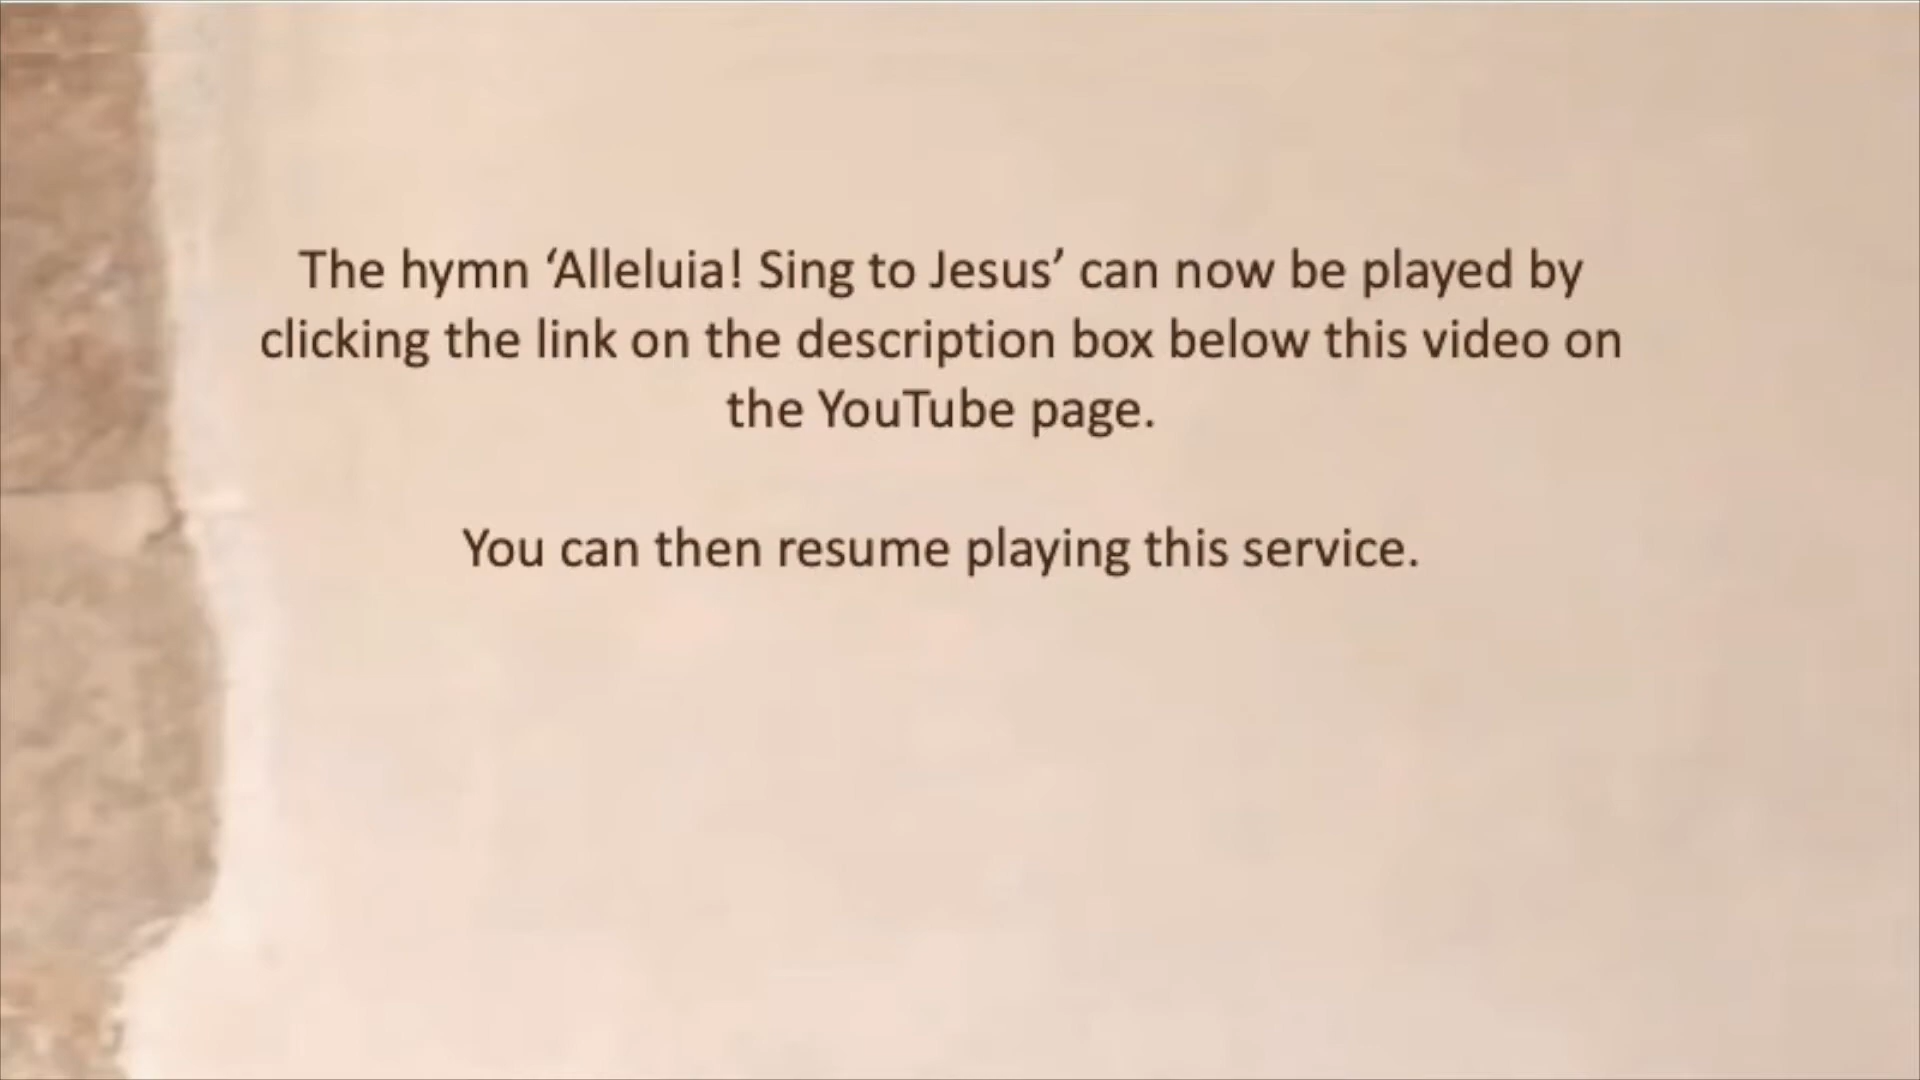 The hymn ‘Alleluia! Sing to Jesus’ can now be played by
clicking the link on the description box below this video on
the YouTube page.
You can then resume playing this service.